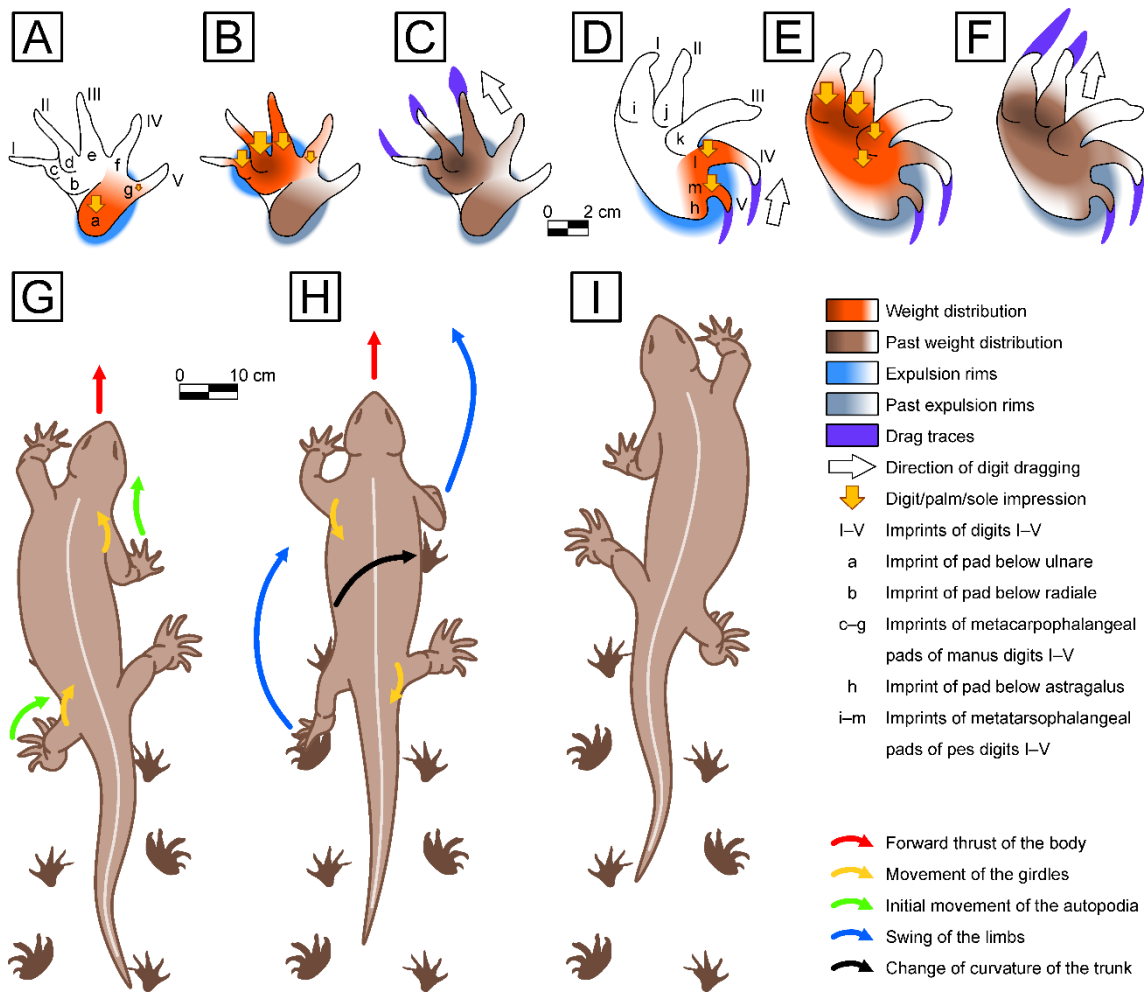 A
B
C
D
E
F
I
II
III
IV
V
a
b
c
d
e
f
g
I
II
III
IV
V
i
j
k
l
m
h
0 2 cm
G
H
I
0 10 cm
Weight distribution
Past weight distribution
Expulsion rims
Past expulsion rims
Drag traces
Direction of digit dragging
Digit/palm/sole impression
I–V Imprints of digits I–V
a Imprint of pad below ulnare
b Imprint of pad below radiale
c–g Imprints of metacarpophalangeal
pads of manus digits I–V
h Imprint of pad below astragalus
i–m Imprints of metatarsophalangeal
pads of pes digits I–V
Forward thrust of the body
Movement of the girdles
Initial movement of the autopodia
Swing of the limbs
Change of curvature of the trunk